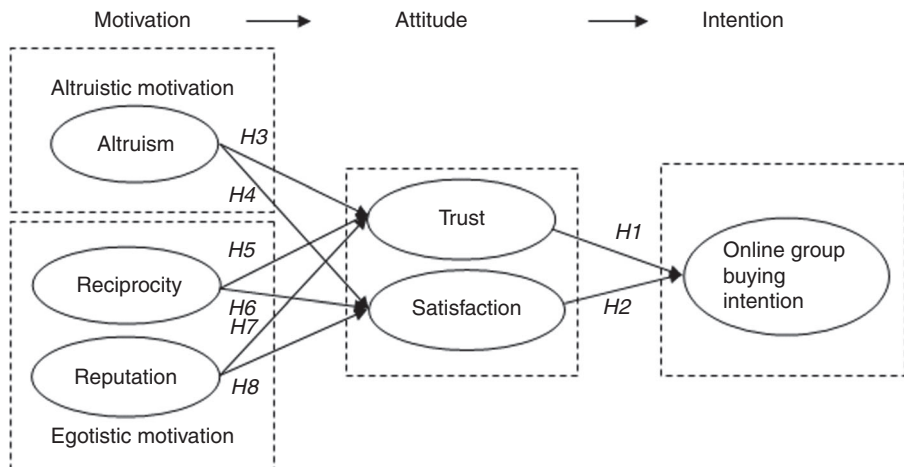 Motivation
Attitude
Intention
Altruistic motivation
Altruism
H3
H4
Reciprocity
H5
H6
H7
Reputation
H8
Egotistic motivation
Trust
Satisfaction
H1
H2
Online group
buying
intention